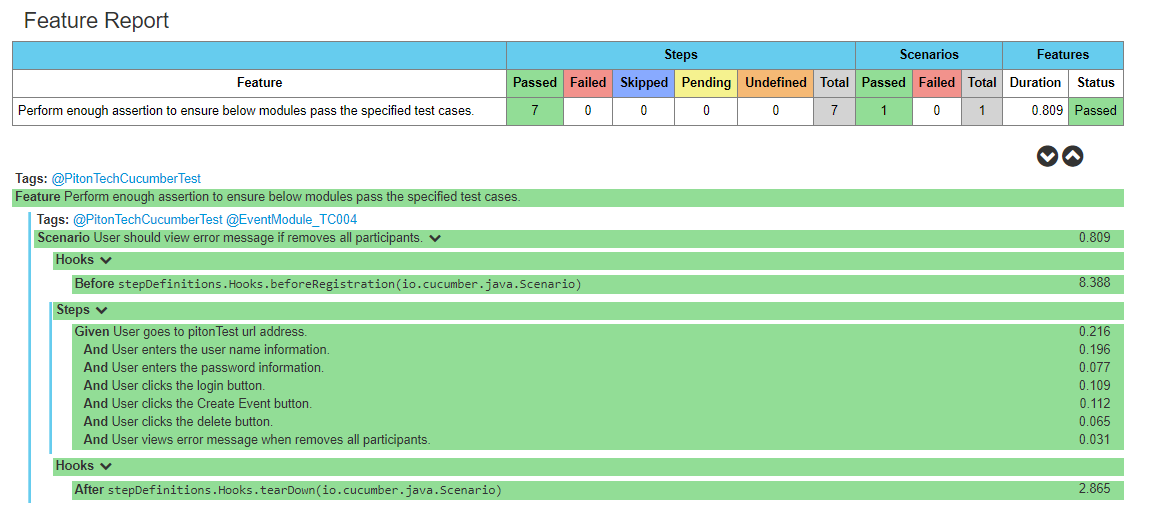 Feature Report
Steps Scenarios Features
Feature Passed Failed Skipped Pending Undefined Total Passed Failed Total Duration Status
Perform enough assertion to ensure below modules pass the specified test cases. 7 0 0 0 0 7 1 0 1 0.809 Passed
Tags: @PitonTechCucumberTest
Feature Perform enough assertion to ensure below modules pass the specified test cases.
Tags: @PitonTechCucumberTest @EventModule_TC004
Scenario User should view error message if removes all participants. 0.809
Hooks
Before stepDefinitions.Hooks.beforeRegistration(io.cucumber.java.Scenario) 8.388
Steps
Given User goes to pitonTest url address. 0.216
And User enters the user name information. 0.196
And User enters the password information. 0.077
And User clicks the login button. 0.109
And User clicks the Create Event button. 0.112
And User clicks the delete button. 0.065
And User views error message when removes all participants. 0.031
Hooks
After stepDefinitions.Hooks.tearDown(io.cucumber.java.Scenario) 2.865